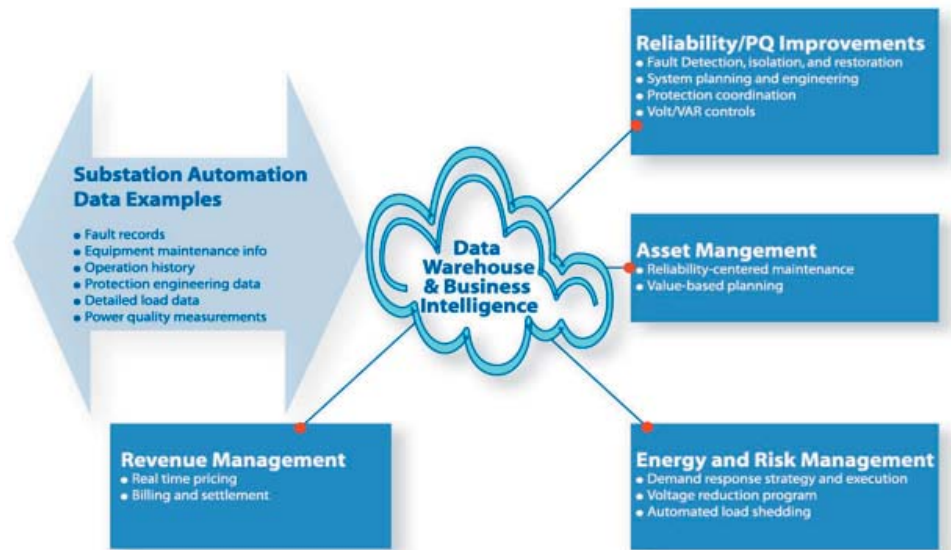 Reliability/PQ Improvements
• Fault Detection, isolation, and restoration
• System planning and engineering
• Protection coordination
• Volt/VAR controls
Substation Automation
Data Examples
• Fault records
• Equipment maintenance info
• Operation history
• Protection engineering data
• Detailed load data
• Power quality measurements
Data
Warehouse
& Business
Intelligence
Asset Mangement
• Reliability-centered maintenance
• Value-based planning
Revenue Management
• Real time pricing
• Billing and settlement
Energy and Risk Management
• Demand response strategy and execution
• Voltage reduction program
• Automated load shedding